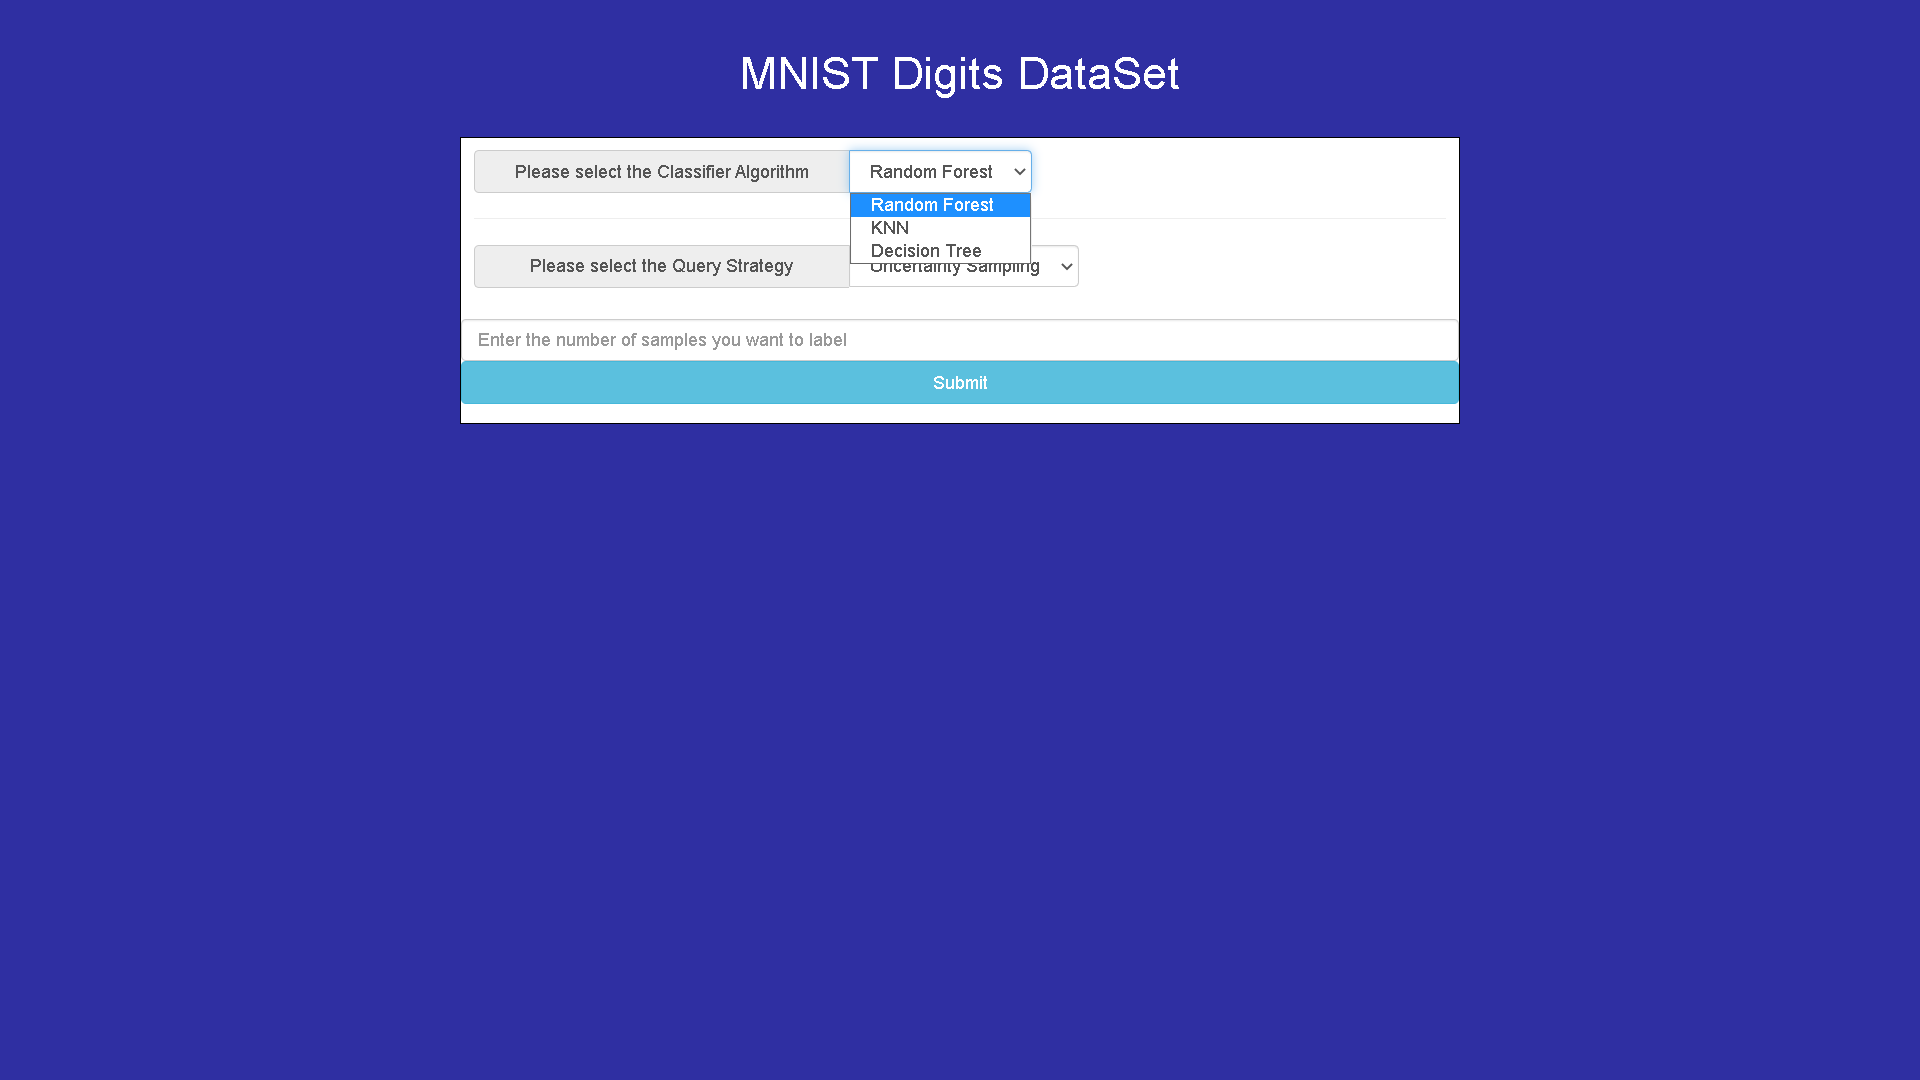 MNIST Digits DataSet
Please select the Classifier Algorithm
Random Forest
Random Forest
KNN
Decision Tree
Please select the Query Strategy
Uncertainty Sampling
Enter the number of samples you want to label
Submit